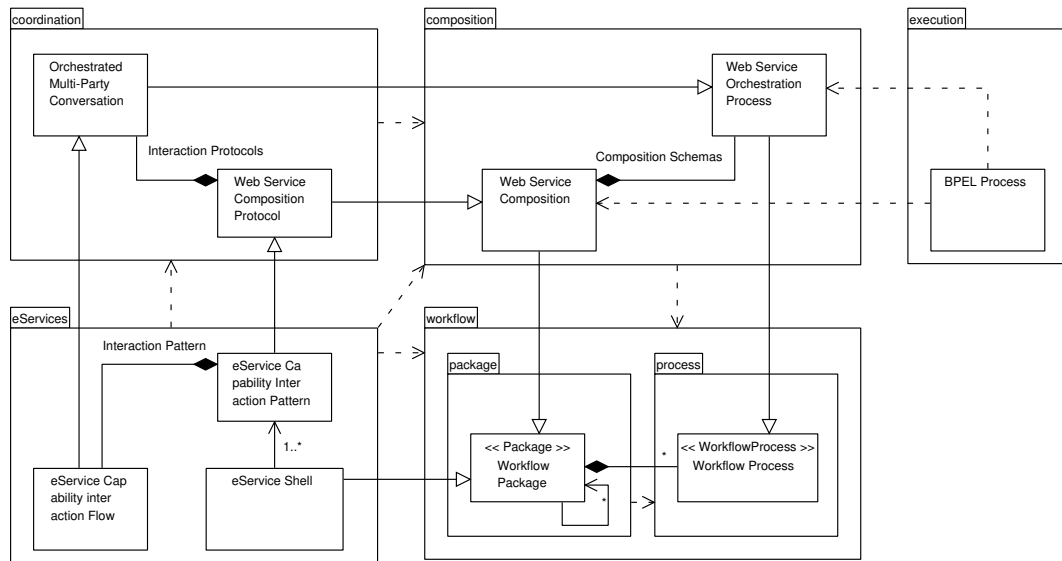 coordination
Orchestrated
Multi-Party
Conversation
Interaction Protocols
Web Service
Composition
Protocol
composition
Web Service
Orchestration
Process
Composition Schemas
Web Service
Composition
execution
BPEL Process
eServices
Interaction Pattern
eService Ca
pability Inter
action Pattern
1..*
eService Cap
ability inter
action Flow
eService Shell
workflow
package
<< Package >>
Workflow
Package
*
*
process
<< WorkflowProcess >>
Workflow Process